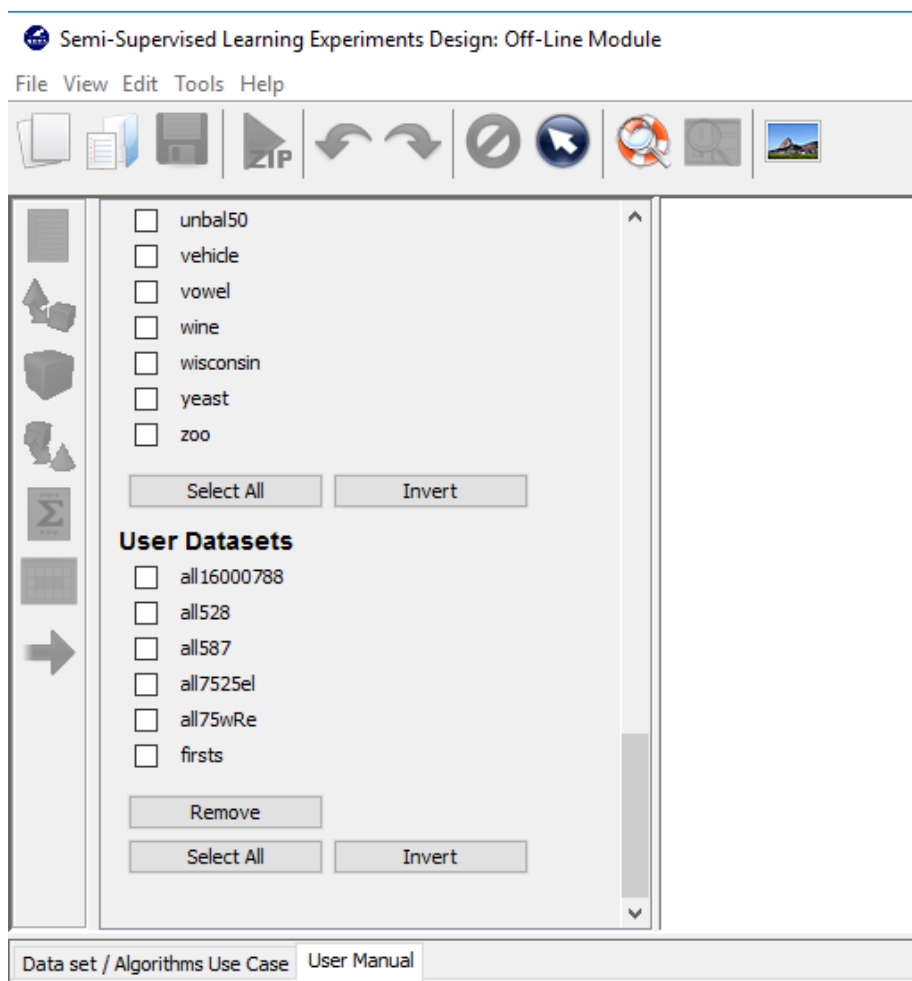 Semi-Supervised Learning Experiments Design: Off-Line Module
File View Edit Tools Help
ZIP
unbal50
vehicle
vowel
wine
wisconsin
yeast
zoo
Select All Invert
User Datasets
all16000788
all528
all587
all7525el
all75wRe
firsts
Remove
Select All Invert
Data set / Algorithms Use Case User Manual